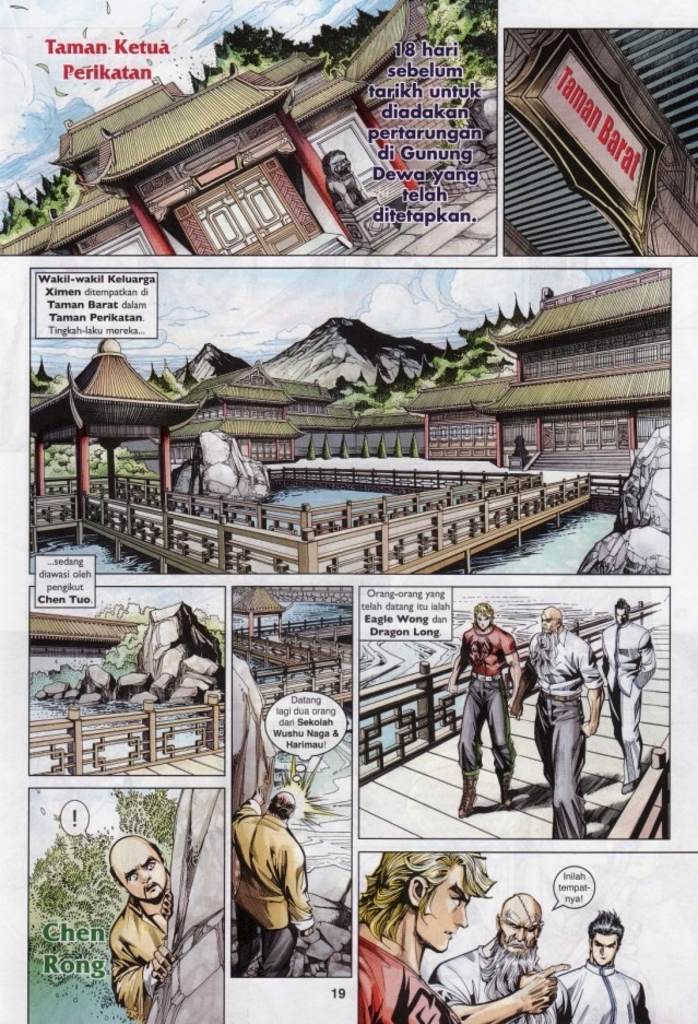 Taman Ketua
Perikatan
18 hari
sebelum
tarikh untuk
diadakan
pertarungan
di Gunung
Dewa yang
telah
ditetapkan.
Taman Barat
Wakil-wakil Keluarga
Ximen ditempatkan di
Taman Barat dalam
Taman Perikatan.
Tingkah-laku mereka...
...sedang
diawasi oleh
pengikut
Chen Tuo.
Datang
lagi dua orang
dari Sekolah
Wushu Naga &
Harimau!
Orang-orang yang
telah datang itu ialah
Eagle Wong dan
Dragon Long.
!
Chen
Rong
Inilah
tempat-
nya!
19